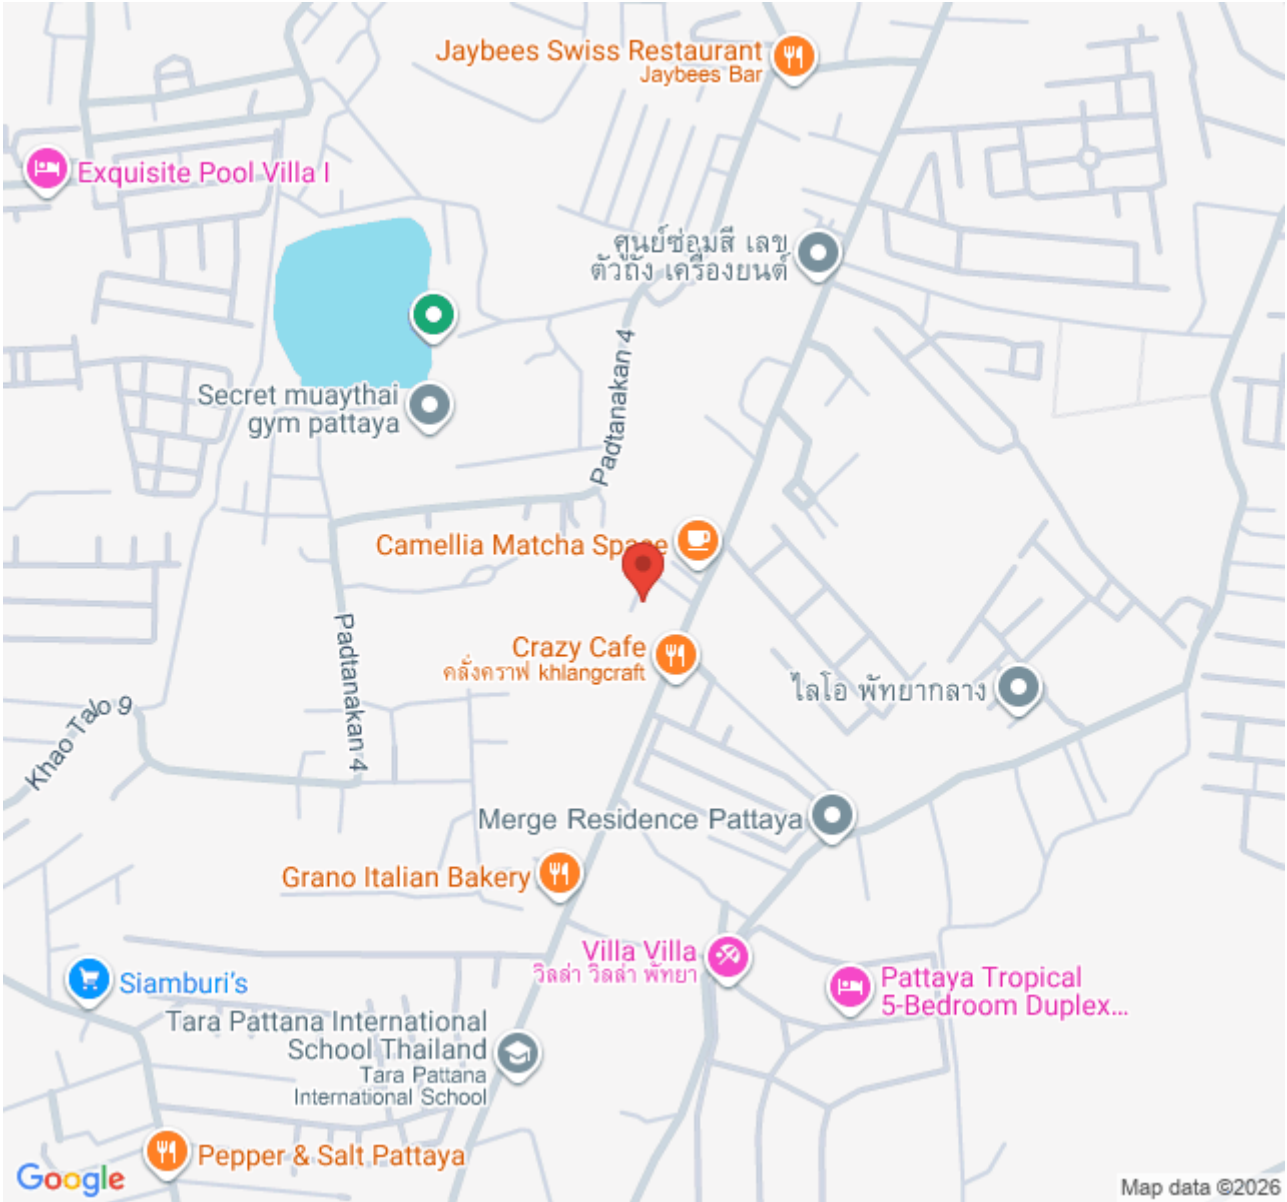 Jaybees Swiss Restaurant
Jaybees Bar
Exquisite Pool Villa I
ศูนย์ซ่อมสี เลข
ตัวถัง เครื่องยนต์
Padtanakan 4
Secret muaythai
gym pattaya
Camellia Matcha Space
Padtanakan 4
Crazy Cafe
คลั่งคราฟ khlangcraft
ไลโอ พัทยากลาง
Khao Talo 9
Merge Residence Pattaya
Grano Italian Bakery
Villa Villa
วิลล่า วิลล่า พัทยา
Siamburi's
Pattaya Tropical
5-Bedroom Duplex...
Tara Pattana International
School Thailand
Tara Pattana
International School
Pepper & Salt Pattaya
Google
Map data ©2026